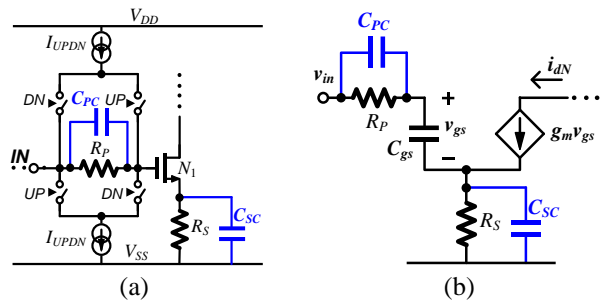 V_DD
I_UPDN
DN
C_PC
UP
R_P
IN
N_1
UP
DN
C_SC
R_S
I_UPDN
V_SS
(a)
C_PC
v_in
R_P
+
v_gs
C_gs
–
i_dN
g_m v_gs
R_S
C_SC
(b)